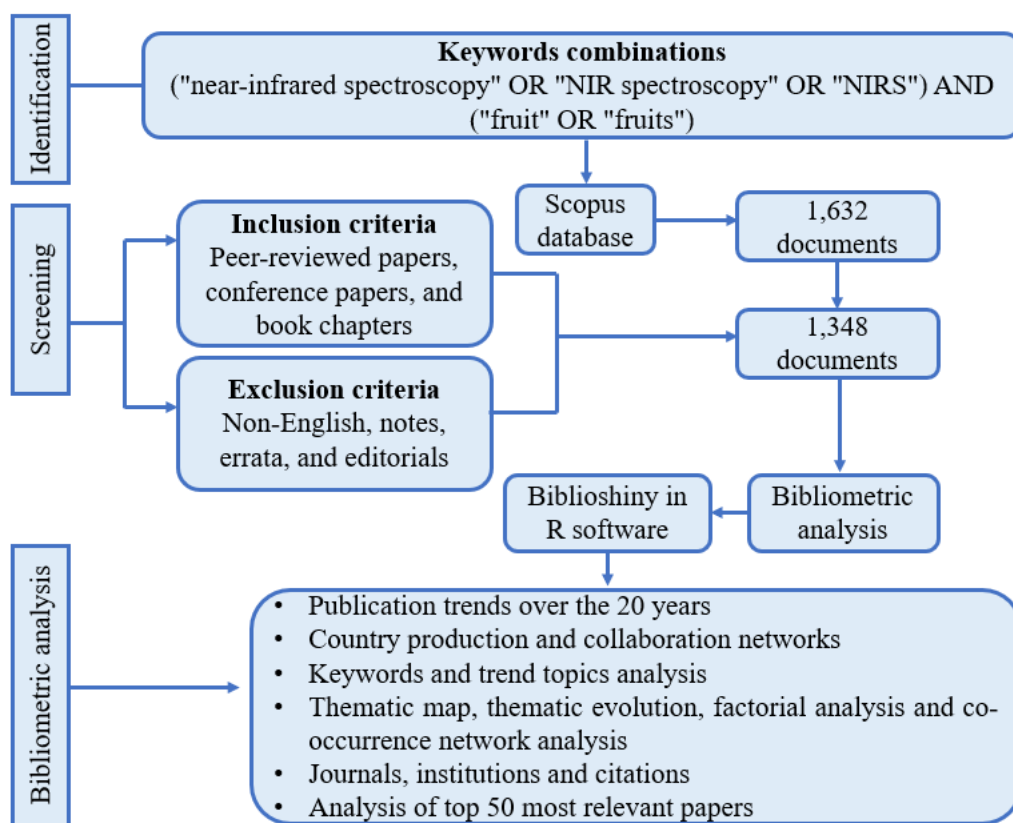 Identification
Keywords combinations
("near-infrared spectroscopy" OR "NIR spectroscopy" OR "NIRS") AND
("fruit" OR "fruits")
Scopus
database
1,632
documents
Screening
Inclusion criteria
Peer-reviewed papers,
conference papers, and
book chapters
1,348
documents
Exclusion criteria
Non-English, notes,
errata, and editorials
Biblioshiny in
R software
Bibliometric
analysis
Bibliometric analysis
• Publication trends over the 20 years
• Country production and collaboration networks
• Keywords and trend topics analysis
• Thematic map, thematic evolution, factorial analysis and co-
occurrence network analysis
• Journals, institutions and citations
• Analysis of top 50 most relevant papers